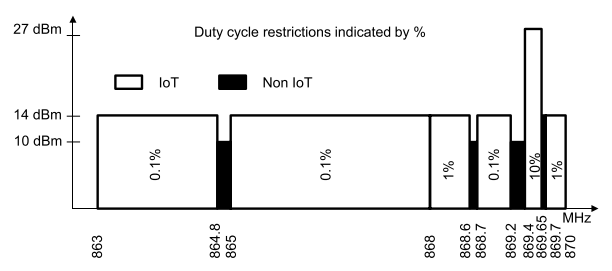 27 dBm
Duty cycle restrictions indicated by %
IoT
Non IoT
14 dBm
10 dBm
0.1%
0.1%
1%
0.1%
10%
1%
MHz
863
864.8
865
868
868.6
868.7
869.2
869.4
869.65
869.7
870